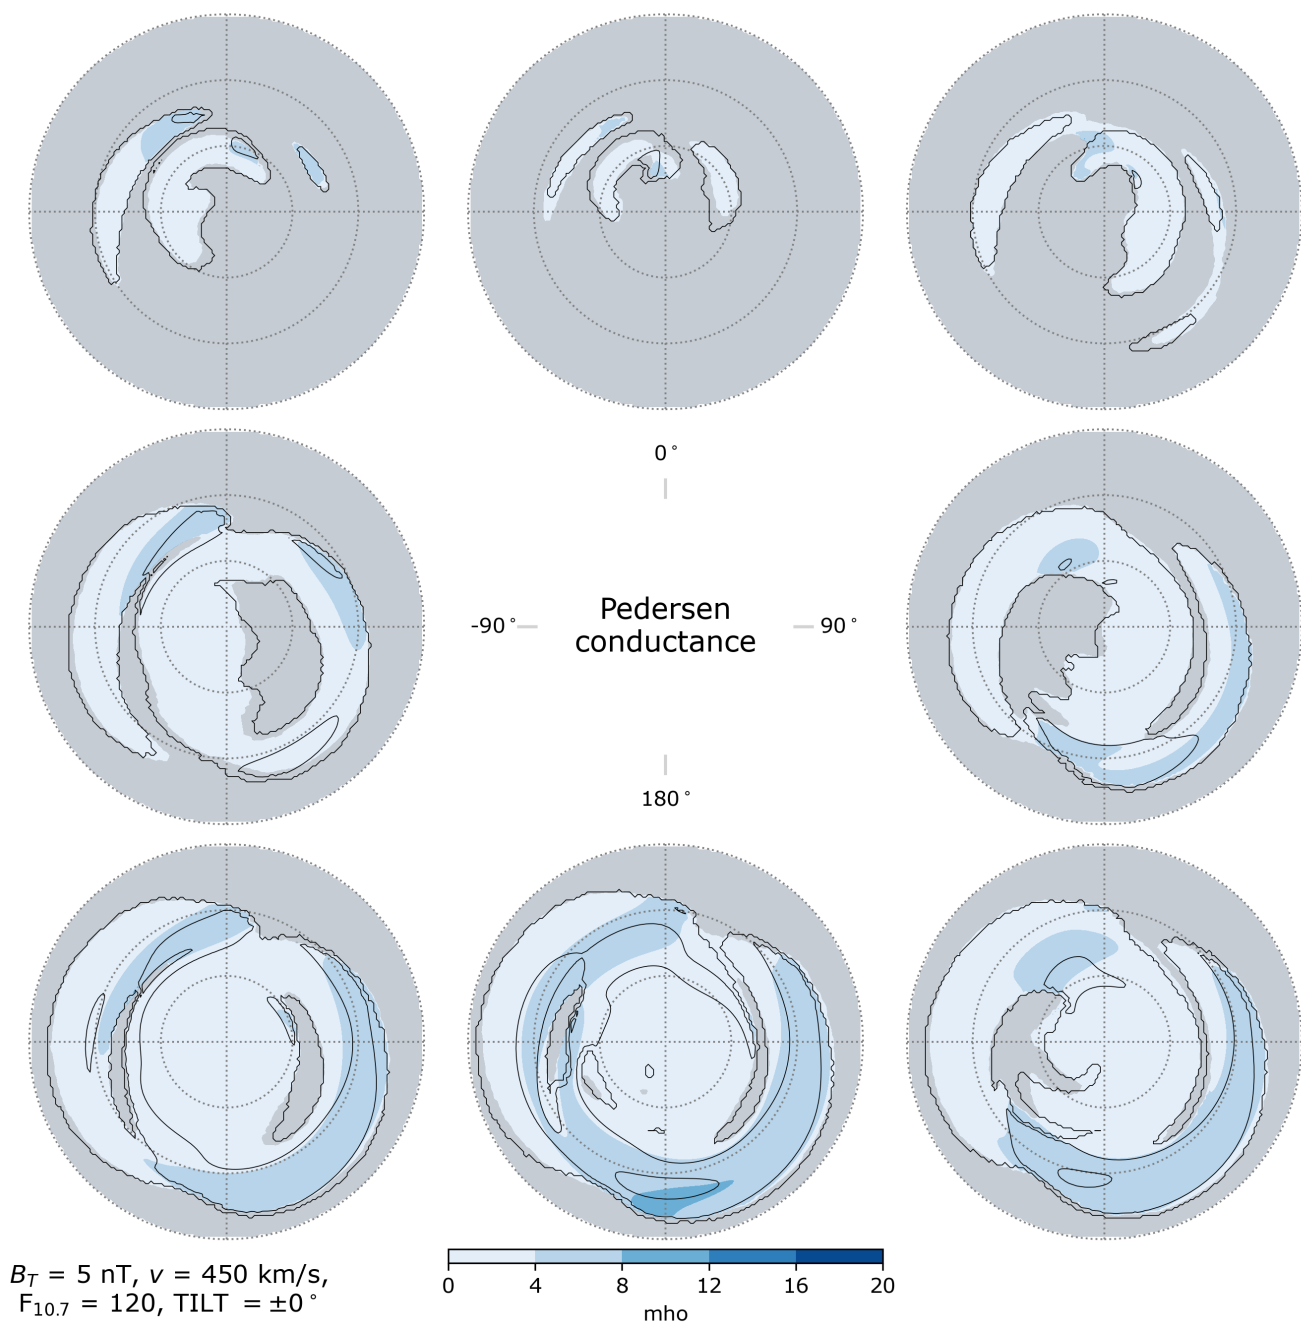 0°
-90°
Pedersen
conductance
90°
180°
0 4 8 12 16 20
mho
B_T = 5 nT, v = 450 km/s,
F_10.7 = 120, TILT = ±0°